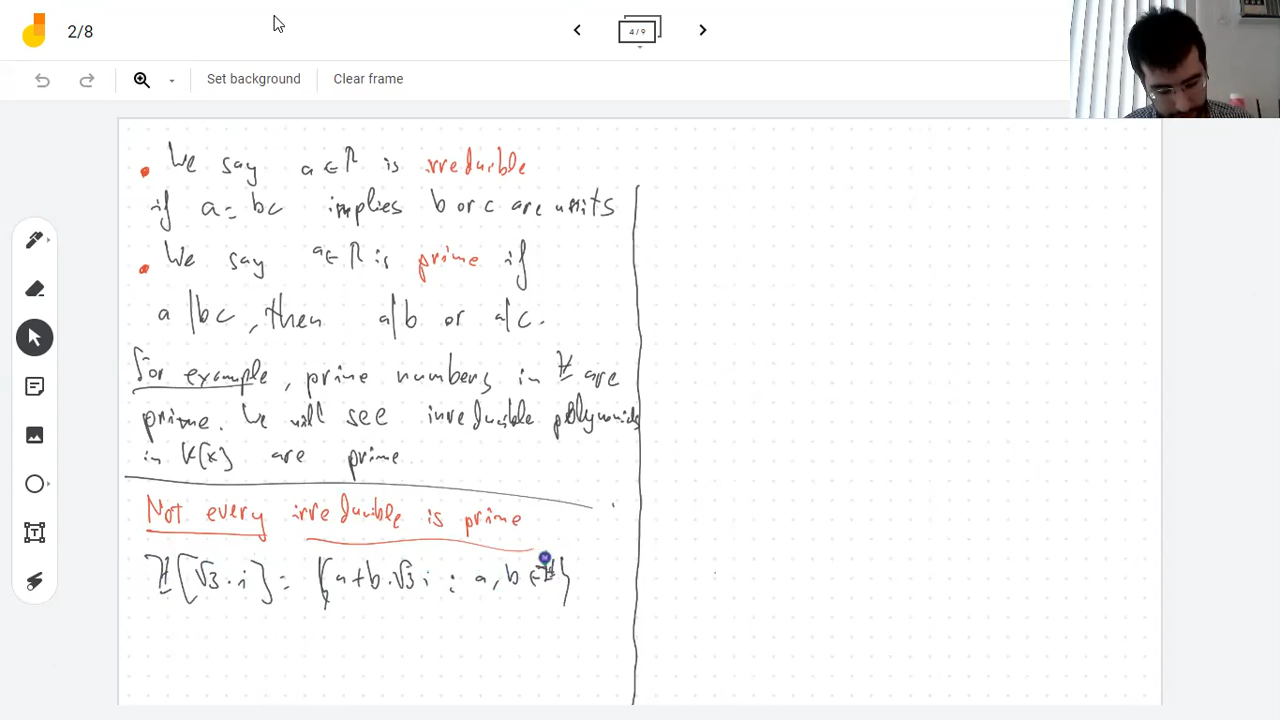 2/8
4/9
Set background
Clear frame
• We say a ∈ R is irreducible
if a = bc implies b or c are units
• We say a ∈ R is prime if
a | bc, then a|b or a|c.
For example, prime numbers in ℤ are
prime. We will see irreducible polynomials
in K[x] are prime
Not every irreducible is prime
ℤ[√3·i] = {a+b·√3i : a, b ∈ ℤ}